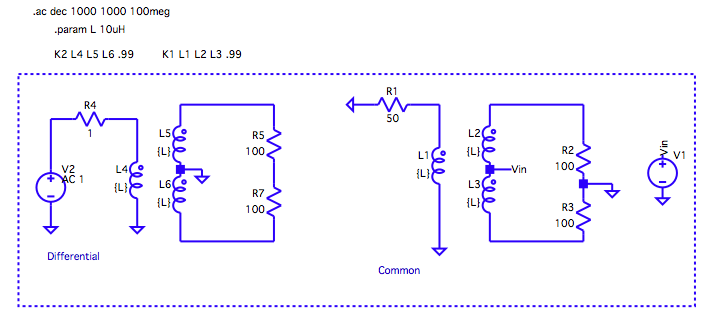 .ac dec 1000 1000 100meg
.param L 10uH
K2 L4 L5 L6 .99 K1 L1 L2 L3 .99
R4
1
V2
AC 1
L4
{L}
L5
{L}
L6
{L}
R5
100
R7
100
Differential
R1
50
L1
{L}
L2
{L}
L3
{L}
Vin
R2
100
R3
100
Vin
V1
Common